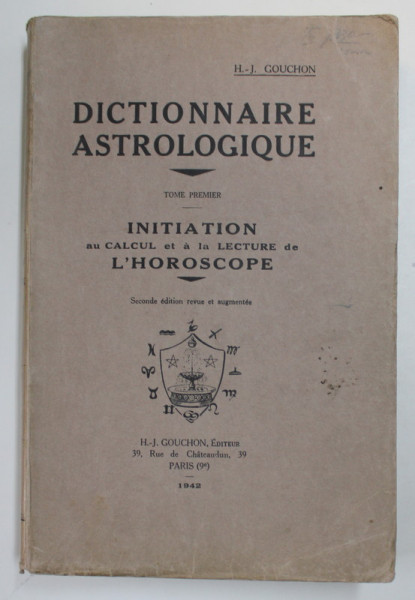 H.-J. GOUCHON
DICTIONNAIRE
ASTROLOGIQUE
TOME PREMIER
INITIATION
au CALCUL et à la LECTURE de
L'HOROSCOPE
Seconde édition revue et augmentée
H.-J. GOUCHON, ÉDITEUR
39, Rue de Châteaudun, 39
PARIS (9e)
1942